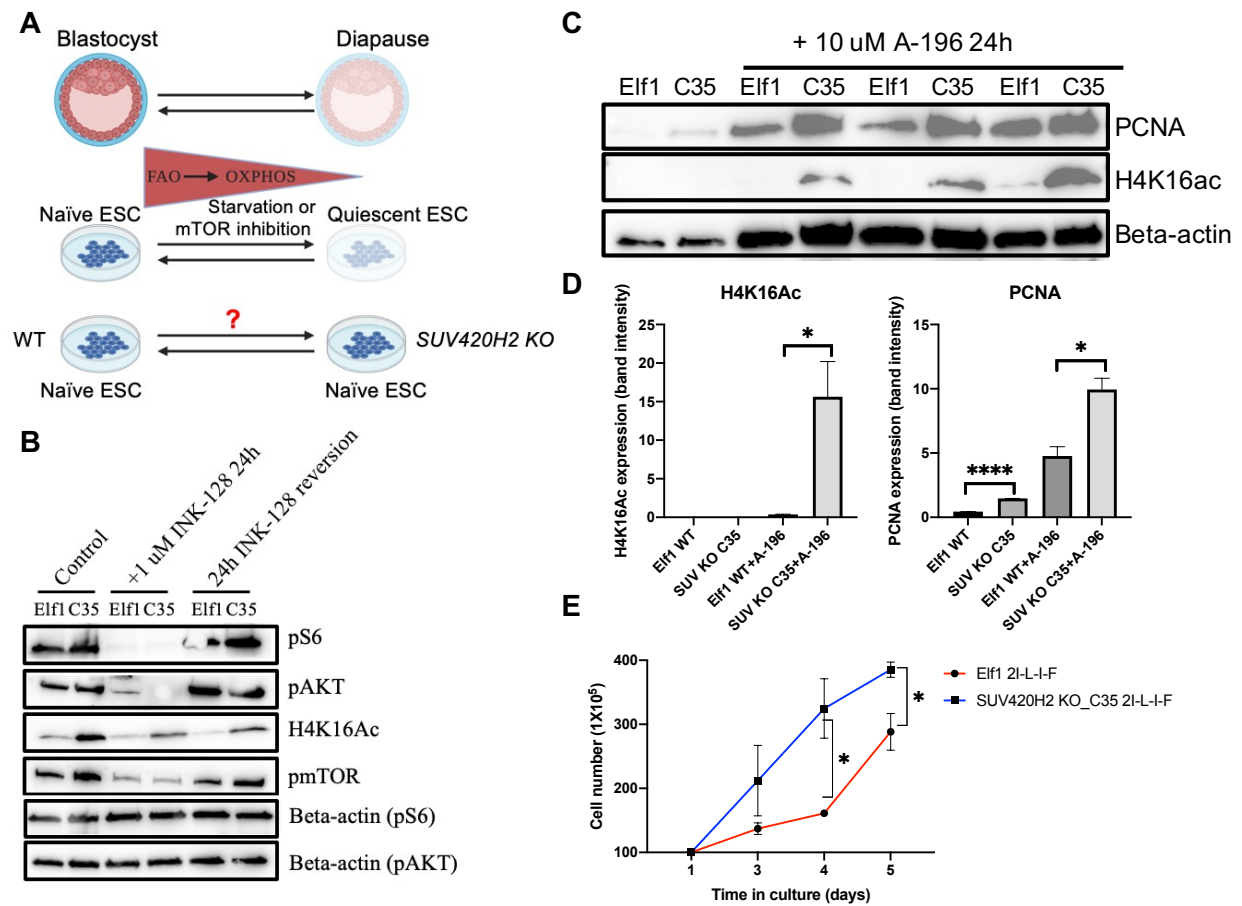 A
Blastocyst
Diapause
FAO → OXPHOS
Naïve ESC
Starvation or
mTOR inhibition
Quiescent ESC
WT
?
SUV420H2 KO
Naïve ESC
Naïve ESC
B
Control
+1 uM INK-128 24h
24h INK-128 reversion
Elf1 C35 Elf1 C35 Elf1 C35
pS6
pAKT
H4K16Ac
pmTOR
Beta-actin (pS6)
Beta-actin (pAKT)
C
+ 10 uM A-196 24h
Elf1 C35 Elf1 C35 Elf1 C35 Elf1 C35
PCNA
H4K16ac
Beta-actin
D
H4K16Ac
H4K16Ac expression (band intensity)
25
20
15
10
5
0
*
Elf1 WT
SUV KO C35
Elf1 WT+A-196
SUV KO C35+A-196
PCNA
PCNA expression (band intensity)
15
10
5
0
****
*
Elf1 WT
SUV KO C35
Elf1 WT+A-196
SUV KO C35+A-196
E
Cell number (1X10⁵)
400
300
200
100
*
*
1 3 4 5
Time in culture (days)
Elf1 2I-L-I-F
SUV420H2 KO_C35 2I-L-I-F